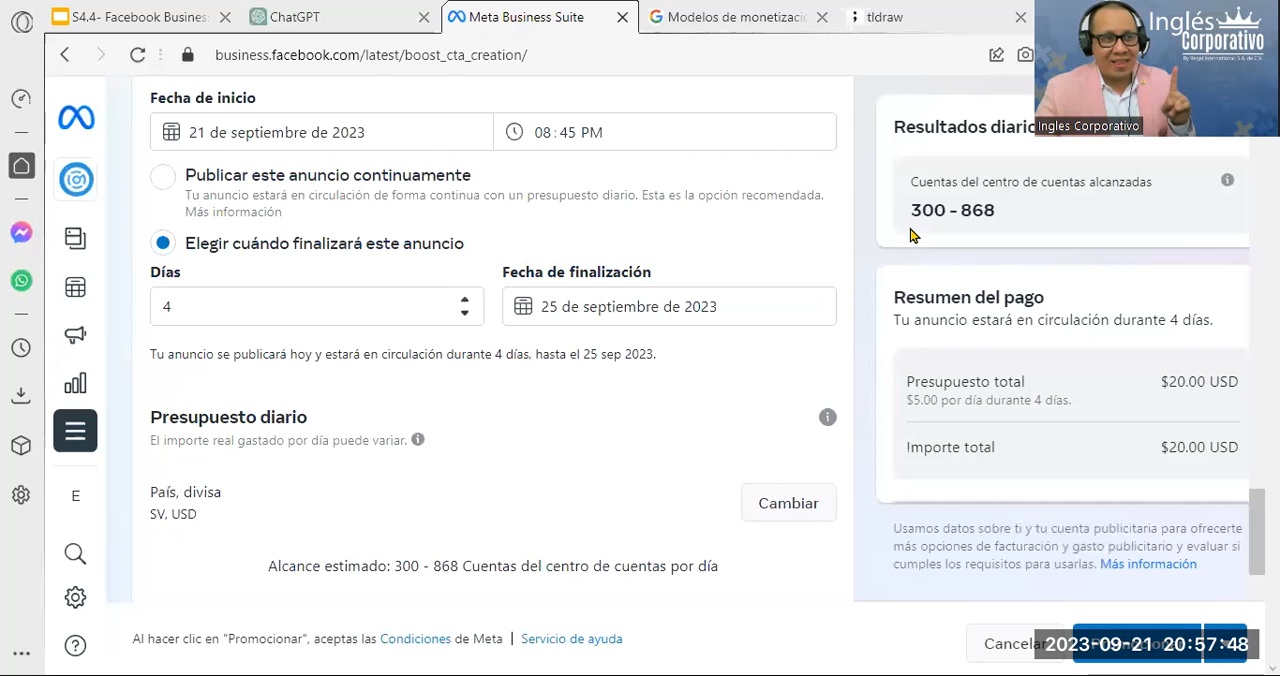 S4.4- Facebook Busines
ChatGPT
Meta Business Suite
Modelos de monetizaci
tldraw
business.facebook.com/latest/boost_cta_creation/
Inglés
Corporativo
Ingles Corporativo
Fecha de inicio
21 de septiembre de 2023
08:45 PM
Publicar este anuncio continuamente
Tu anuncio estará en circulación de forma continua con un presupuesto diario. Esta es la opción recomendada.
Más información
Elegir cuándo finalizará este anuncio
Días
Fecha de finalización
4
25 de septiembre de 2023
Tu anuncio se publicará hoy y estará en circulación durante 4 días, hasta el 25 sep 2023.
Presupuesto diario
El importe real gastado por día puede variar.
País, divisa
SV, USD
Cambiar
Alcance estimado: 300 - 868 Cuentas del centro de cuentas por día
Resultados diario
Cuentas del centro de cuentas alcanzadas
300 - 868
Resumen del pago
Tu anuncio estará en circulación durante 4 días.
Presupuesto total $20.00 USD
$5.00 por día durante 4 días.
Importe total $20.00 USD
Usamos datos sobre ti y tu cuenta publicitaria para ofrecerte
más opciones de facturación y gasto publicitario y evaluar si
cumples los requisitos para usarlas. Más información
E
Al hacer clic en "Promocionar", aceptas las Condiciones de Meta | Servicio de ayuda
Cancelar
2023-09-21 20:57:48